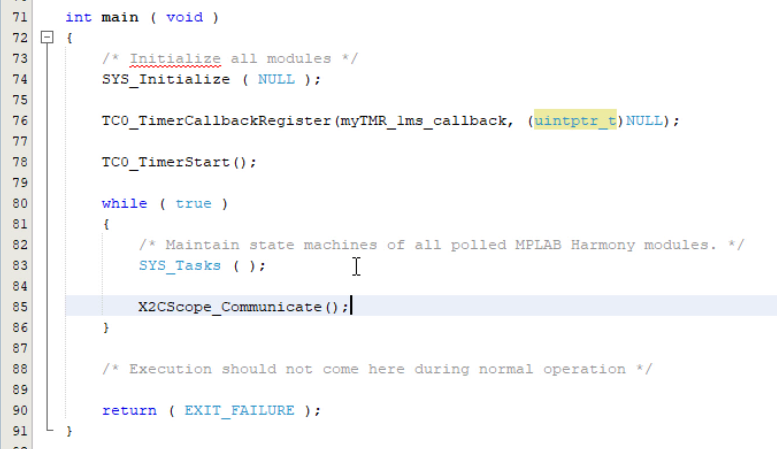 71 int main ( void )
72 {
73 /* Initialize all modules */
74 SYS_Initialize ( NULL );
75
76 TC0_TimerCallbackRegister(myTMR_1ms_callback, (uintptr_t)NULL);
77
78 TC0_TimerStart();
79
80 while ( true )
81 {
82 /* Maintain state machines of all polled MPLAB Harmony modules. */
83 SYS_Tasks ( );
84
85 X2CScope_Communicate();
86 }
87
88 /* Execution should not come here during normal operation */
89
90 return ( EXIT_FAILURE );
91 }